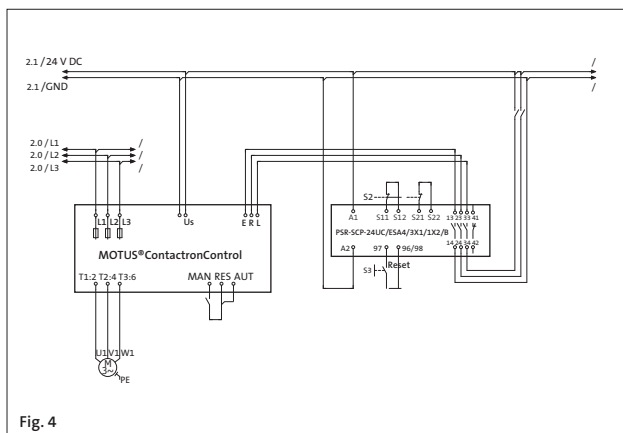 2.1 / 24 V DC
2.1 /GND
/
/
2.0 / L1
2.0 / L2
2.0 / L3
/
/
/
L1 L2 L3
Us
E R L
MOTUS®ContactronControl
T1:2 T2:4 T3:6
MAN RES AUT
U1 V1 W1
M
3~
PE
S2
A1
S11 S12 S21 S22
13 23 33 41
PSR-SCP-24UC/ESA4/3X1/1X2/B
A2
97
96/98
14 24 34 42
S3
Reset
Fig. 4